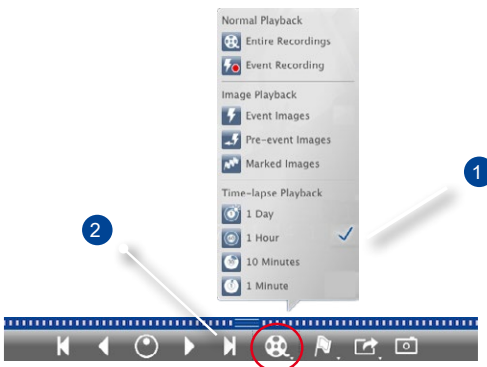 Normal Playback
Entire Recordings
Event Recording
Image Playback
Event Images
Pre-event Images
Marked Images
Time-lapse Playback
1 Day
1 Hour
10 Minutes
1 Minute
1
2